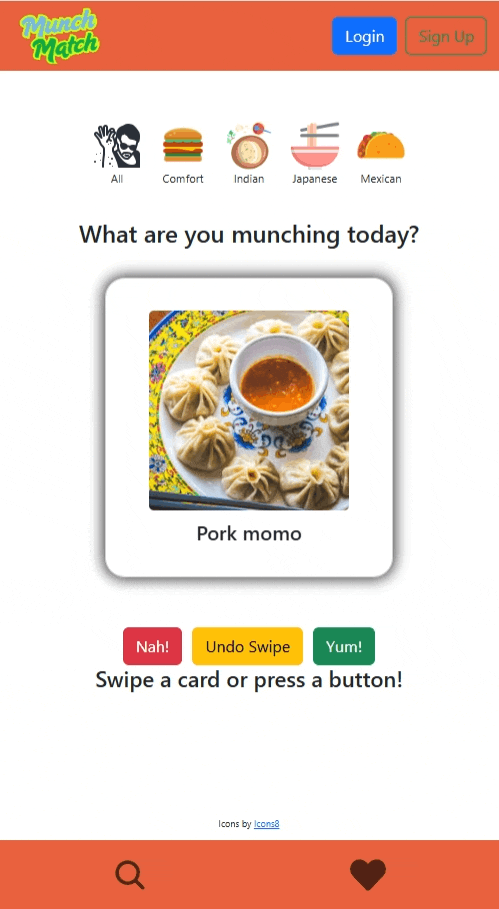 Munch
Match
Login
Sign Up
All
Comfort
Indian
Japanese
Mexican
What are you munching today?
Pork momo
Nah!
Undo Swipe
Yum!
Swipe a card or press a button!
Icons by Icons8